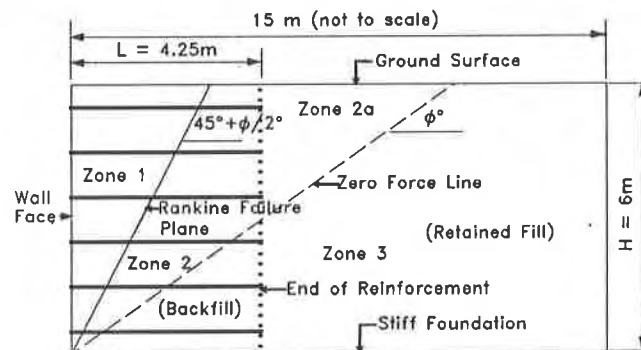 15 m (not to scale)
L = 4.25m
Ground Surface
Zone 2a
45°+ϕ/2°
ϕ°
Zone 1
Zero Force Line
Wall
Face
Rankine Failure
Plane
(Retained Fill)
H = 6m
Zone 2
Zone 3
End of Reinforcement
(Backfill)
Stiff Foundation